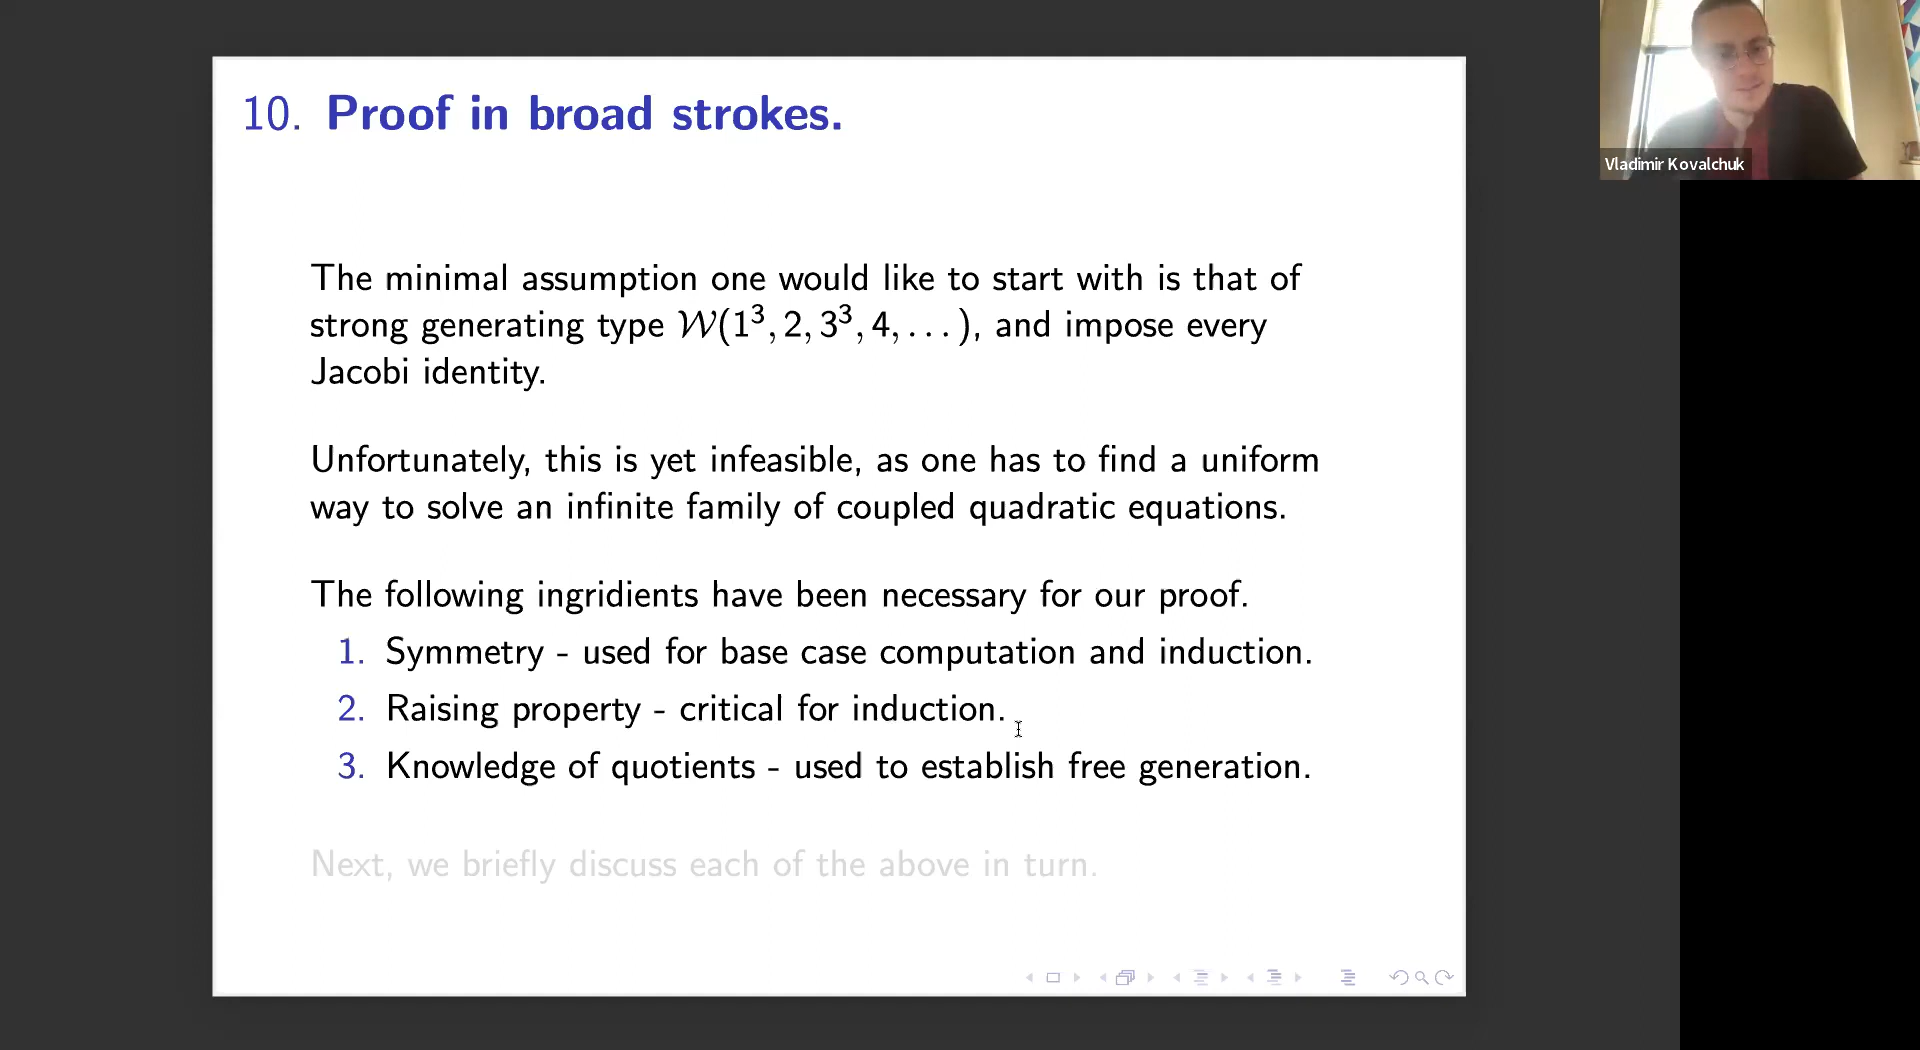 10. Proof in broad strokes.
The minimal assumption one would like to start with is that of
strong generating type 𝒲(1³, 2, 3³, 4, . . . ), and impose every
Jacobi identity.
Unfortunately, this is yet infeasible, as one has to find a uniform
way to solve an infinite family of coupled quadratic equations.
The following ingridients have been necessary for our proof.
1. Symmetry - used for base case computation and induction.
2. Raising property - critical for induction.
3. Knowledge of quotients - used to establish free generation.
Next, we briefly discuss each of the above in turn.
Vladimir Kovalchuk